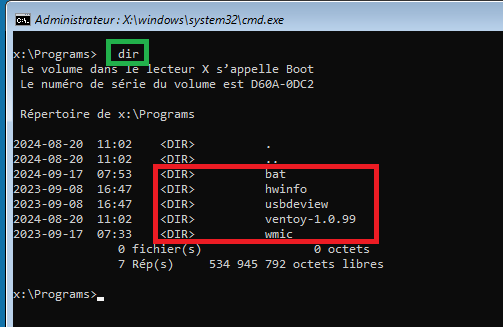 Administrateur : X:\windows\system32\cmd.exe
x:\Programs> dir
Le volume dans le lecteur X s’appelle Boot
Le numéro de série du volume est D60A-0DC2
Répertoire de x:\Programs
2024-08-20 11:02 <DIR> .
2024-08-20 11:02 <DIR> ..
2024-09-17 07:53 <DIR> bat
2023-09-08 16:47 <DIR> hwinfo
2023-09-08 16:47 <DIR> usbdeview
2024-08-20 11:02 <DIR> ventoy-1.0.99
2023-09-17 07:33 <DIR> wmic
0 fichier(s) 0 octets
7 Rép(s) 534 945 792 octets libres
x:\Programs>